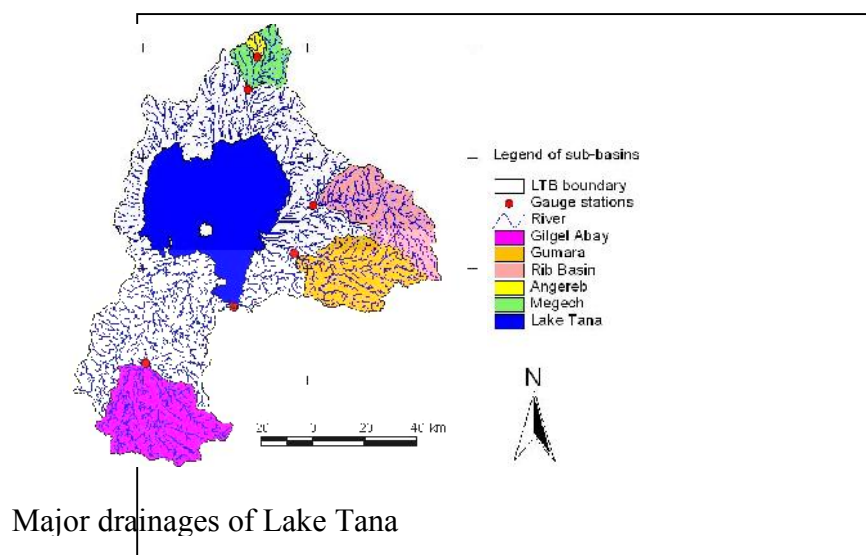 Legend of sub-basins
LTB boundary
Gauge stations
River
Gilgel Abay
Gumara
Rib Basin
Angereb
Megech
Lake Tana
N
20 0 20 40 km
Major drainages of Lake Tana